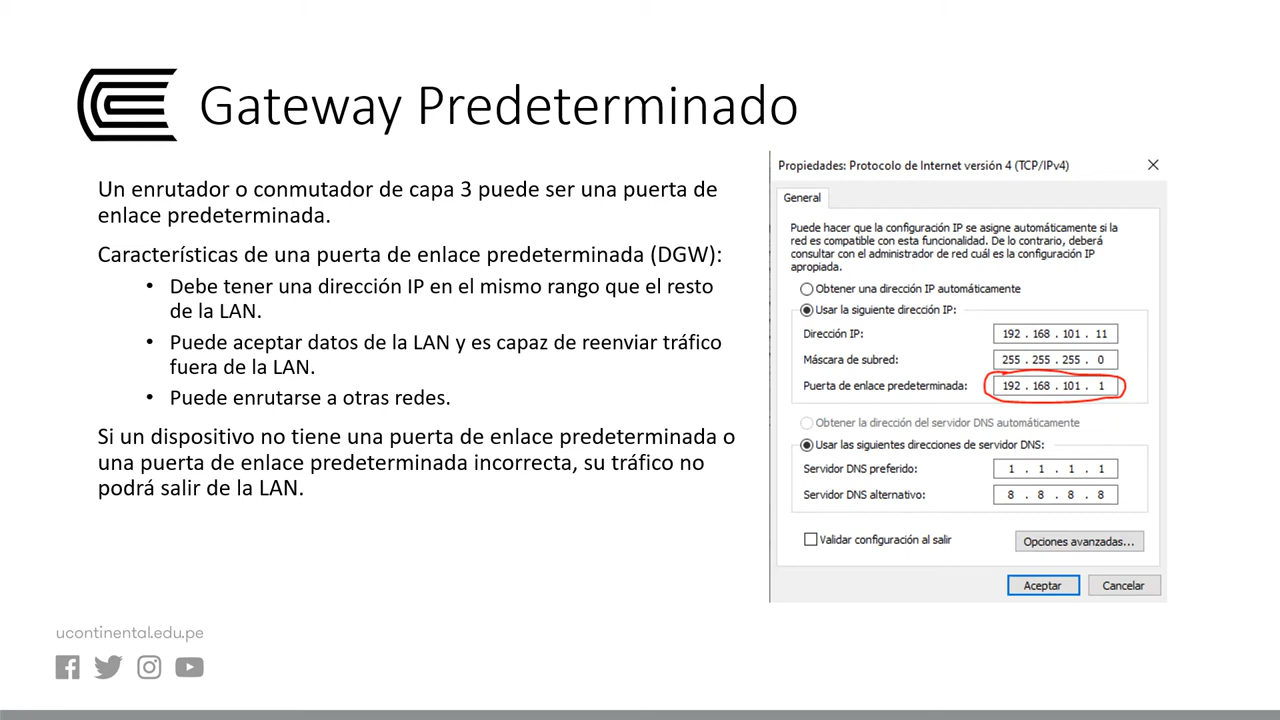 Gateway Predeterminado
Un enrutador o conmutador de capa 3 puede ser una puerta de
enlace predeterminada.
Características de una puerta de enlace predeterminada (DGW):
• Debe tener una dirección IP en el mismo rango que el resto
de la LAN.
• Puede aceptar datos de la LAN y es capaz de reenviar tráfico
fuera de la LAN.
• Puede enrutarse a otras redes.
Si un dispositivo no tiene una puerta de enlace predeterminada o
una puerta de enlace predeterminada incorrecta, su tráfico no
podrá salir de la LAN.
Propiedades: Protocolo de Internet versión 4 (TCP/IPv4)
General
Puede hacer que la configuración IP se asigne automáticamente si la
red es compatible con esta funcionalidad. De lo contrario, deberá
consultar con el administrador de red cuál es la configuración IP
apropiada.
Obtener una dirección IP automáticamente
Usar la siguiente dirección IP:
Dirección IP: 192 . 168 . 101 . 11
Máscara de subred: 255 . 255 . 255 . 0
Puerta de enlace predeterminada: 192 . 168 . 101 . 1
Obtener la dirección del servidor DNS automáticamente
Usar las siguientes direcciones de servidor DNS:
Servidor DNS preferido: 1 . 1 . 1 . 1
Servidor DNS alternativo: 8 . 8 . 8 . 8
Validar configuración al salir
Opciones avanzadas...
Aceptar
Cancelar
ucontinental.edu.pe